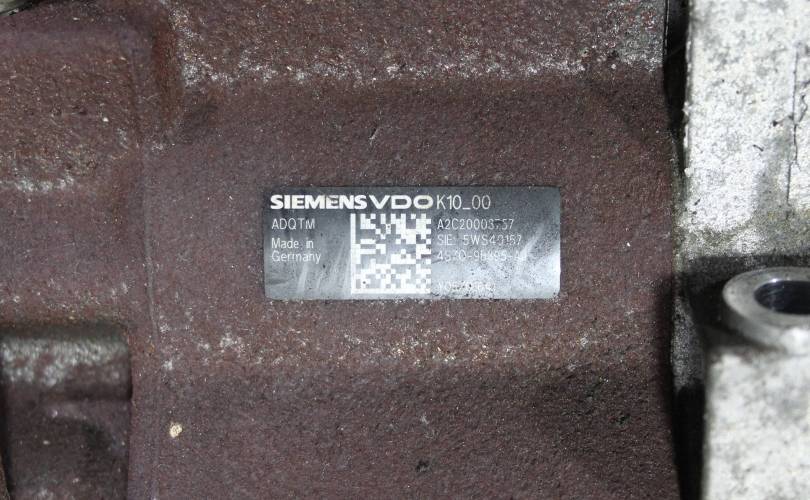 SIEMENS VDO K10_00
ADQTM
A2C20003757
Made in
Germany
SIE: 5WS40157